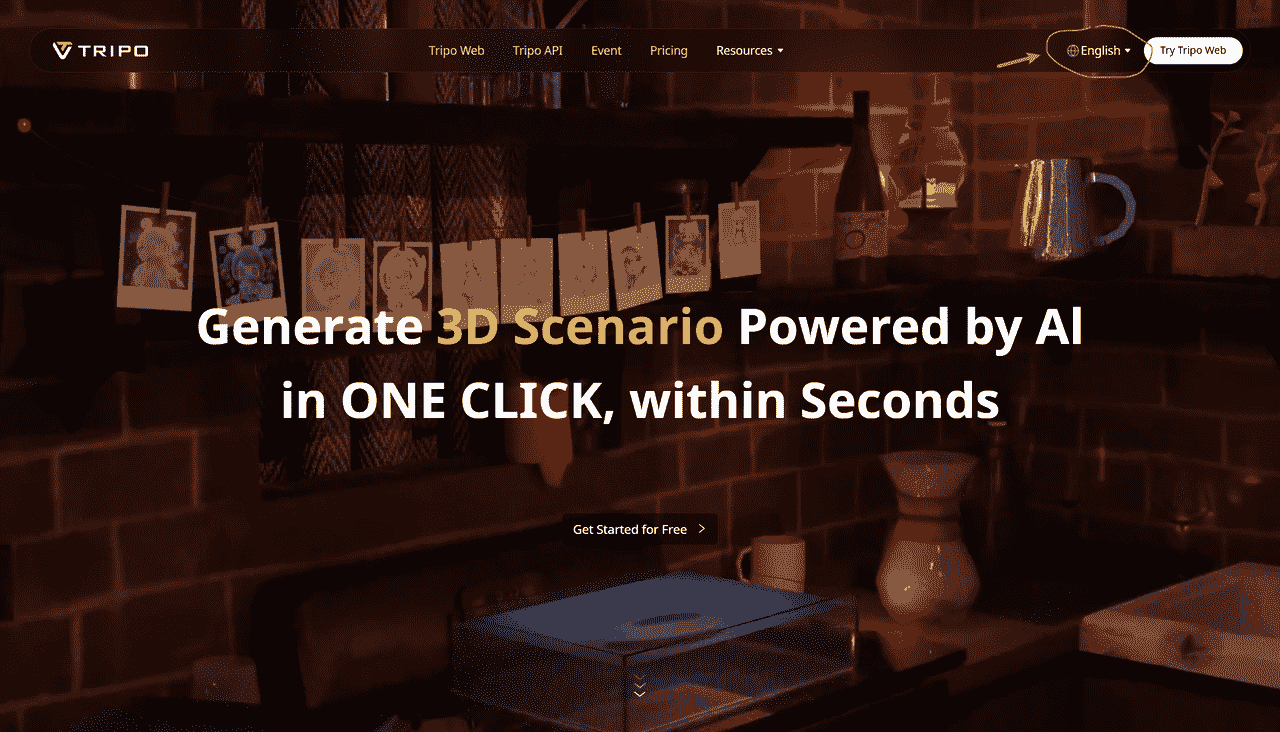 TRIPO
Tripo Web
Tripo API
Event
Pricing
Resources
English
Try Tripo Web
Generate 3D Scenario Powered by AI
in ONE CLICK, within Seconds
Get Started for Free